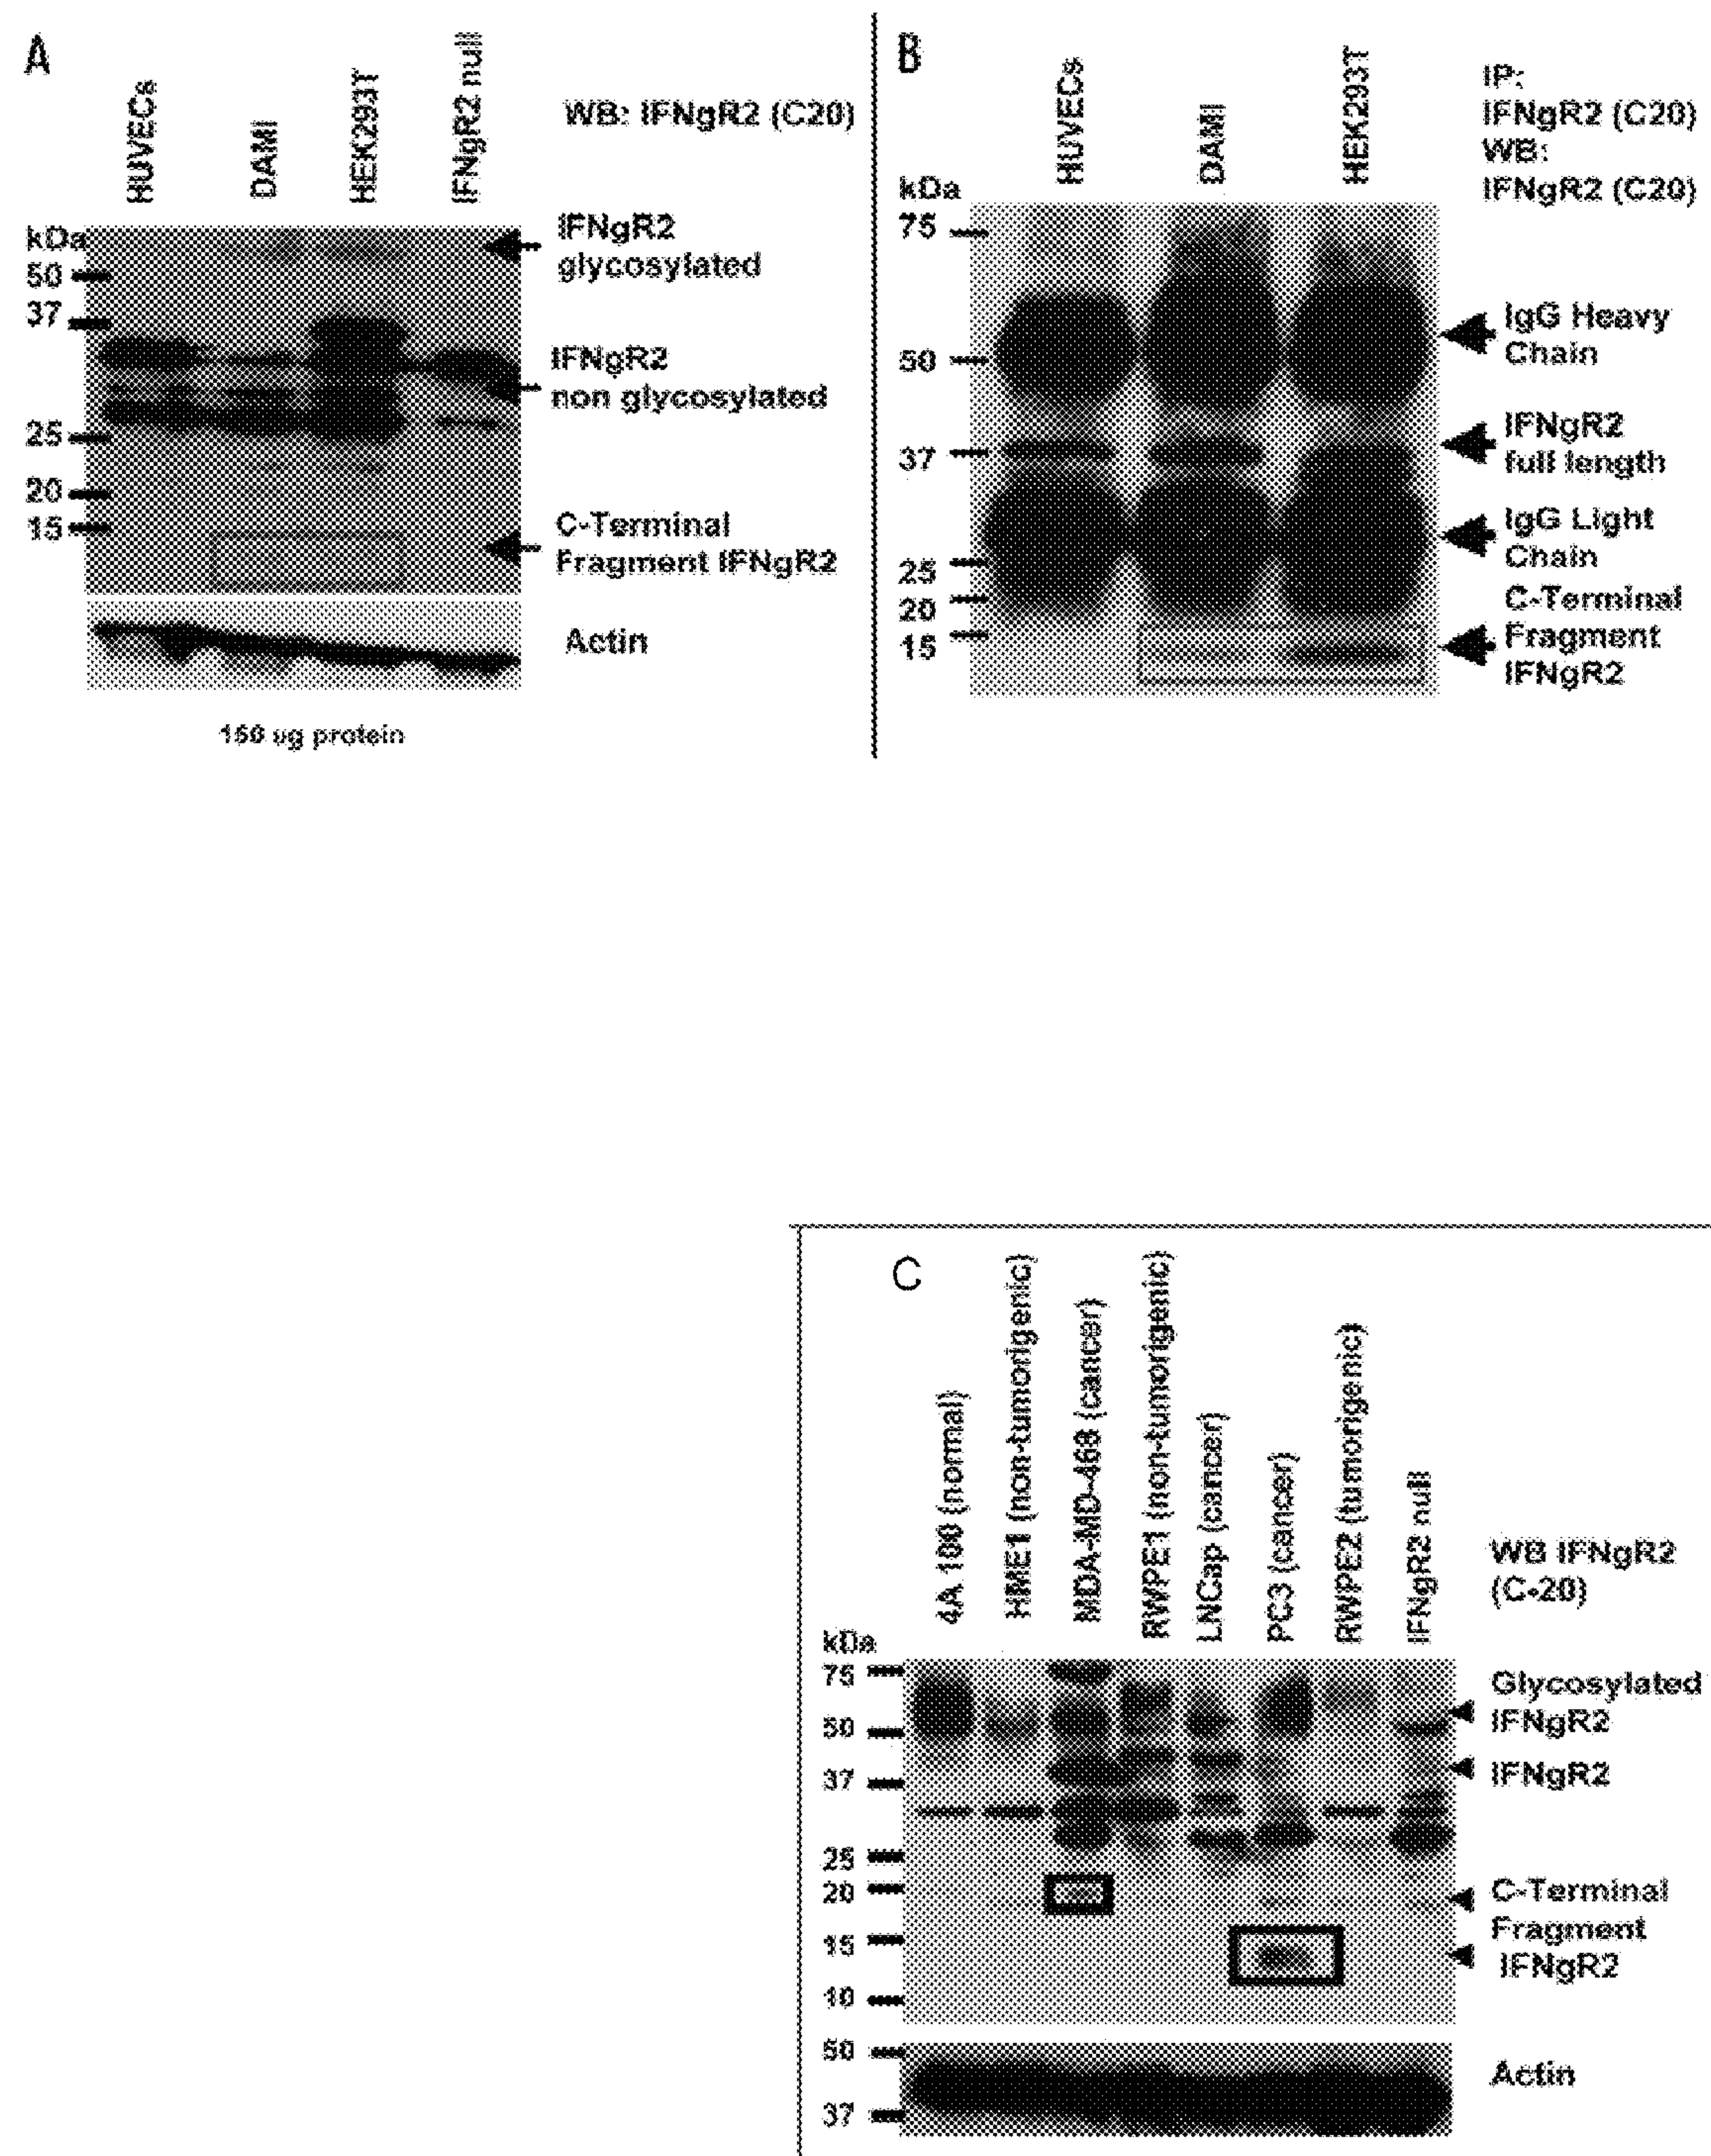 A
HUVECs
DAMI
HEK293T
IFNgR2 null
WB: IFNgR2 (C20)
kDa
50
37
25
20
15
IFNgR2
glycosylated
IFNgR2
non glycosylated
C-Terminal
Fragment IFNgR2
Actin
150 ug protein
B
HUVECs
DAMI
HEK293T
IP:
IFNgR2 (C20)
WB:
IFNgR2 (C20)
kDa
75
50
37
25
20
15
IgG Heavy
Chain
IFNgR2
full length
IgG Light
Chain
C-Terminal
Fragment
IFNgR2
C
4A 100 (normal)
HME1 (non-tumorigenic)
MDA-MD-468 (cancer)
RWPE1 (non-tumorigenic)
LNCap (cancer)
PC3 (cancer)
RWPE2 (tumorigenic)
IFNgR2 null
WB IFNgR2
(C-20)
kDa
75
50
37
25
20
15
10
50
37
Glycosylated
IFNgR2
IFNgR2
C-Terminal
Fragment
IFNgR2
Actin